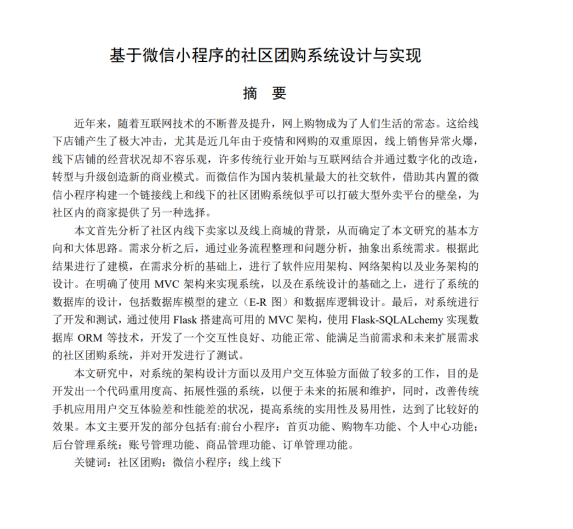 基于微信小程序的社区团购系统设计与实现
摘 要
近年来，随着互联网技术的不断普及提升，网上购物成为了人们生活的常态。这给线
下店铺产生了极大冲击，尤其是近几年由于疫情和网购的双重原因，线上销售异常火爆，
线下店铺的经营状况却不容乐观，许多传统行业开始与互联网结合并通过数字化的改造，
转型与升级创造新的商业模式。而微信作为国内装机量最大的社交软件，借助其内置的微
信小程序构建一个链接线上和线下的社区团购系统似乎可以打破大型外卖平台的壁垒，为
社区内的商家提供了另一种选择。
本文首先分析了社区内线下卖家以及线上商城的背景，从而确定了本文研究的基本方
向和大体思路。需求分析之后，通过业务流程整理和问题分析，抽象出系统需求。根据此
结果进行了建模，在需求分析的基础上，进行了软件应用架构、网络架构以及业务架构的
设计。在明确了使用 MVC 架构来实现系统，以及在系统设计的基础之上，进行了系统的
数据库的设计，包括数据库模型的建立（E-R 图）和数据库逻辑设计。最后，对系统进行
了开发和测试，通过使用 Flask 搭建高可用的 MVC 架构，使用 Flask-SQLALchemy 实现数
据库 ORM 等技术，开发了一个交互性良好、功能正常、能满足当前需求和未来扩展需求
的社区团购系统，并对开发进行了测试。
本文研究中，对系统的架构设计方面以及用户交互体验方面做了较多的工作，目的是
开发出一个代码重用度高、拓展性强的系统，以便于未来的拓展和维护，同时，改善传统
手机应用用户交互体验差和性能差的状况，提高系统的实用性及易用性，达到了比较好的
效果。本文主要开发的部分包括有:前台小程序：首页功能、购物车功能、个人中心功能；
后台管理系统：账号管理功能、商品管理功能、订单管理功能。
关键词：社区团购；微信小程序；线上线下